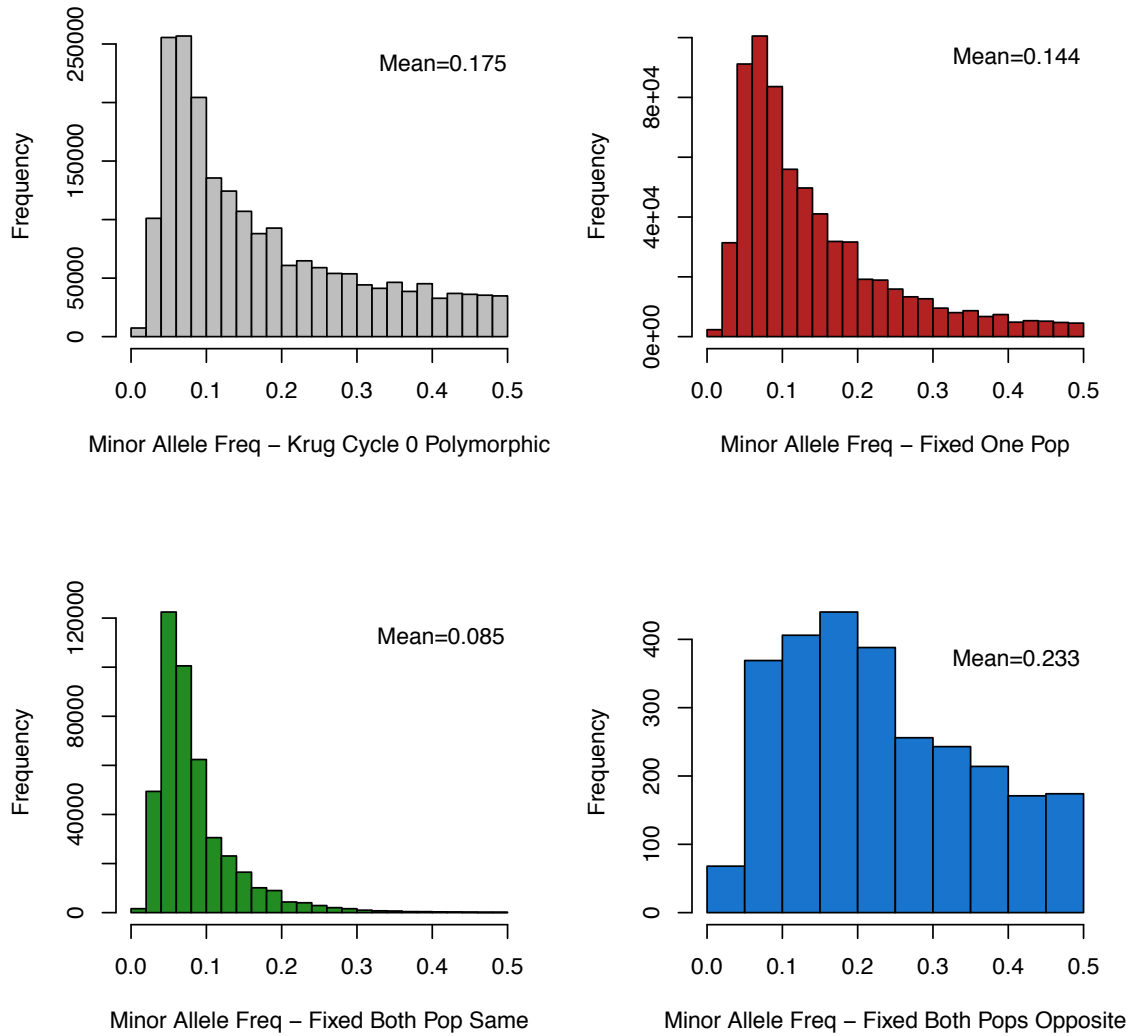 Mean=0.175
Frequency
250000
150000
50000
0
0.0 0.1 0.2 0.3 0.4 0.5
Minor Allele Freq − Krug Cycle 0 Polymorphic
Mean=0.144
Frequency
8e+04
4e+04
0e+00
0.0 0.1 0.2 0.3 0.4 0.5
Minor Allele Freq − Fixed One Pop
Mean=0.085
Frequency
120000
80000
40000
0
0.0 0.1 0.2 0.3 0.4 0.5
Minor Allele Freq − Fixed Both Pop Same
Mean=0.233
Frequency
400
300
200
100
0
0.0 0.1 0.2 0.3 0.4 0.5
Minor Allele Freq − Fixed Both Pops Opposite